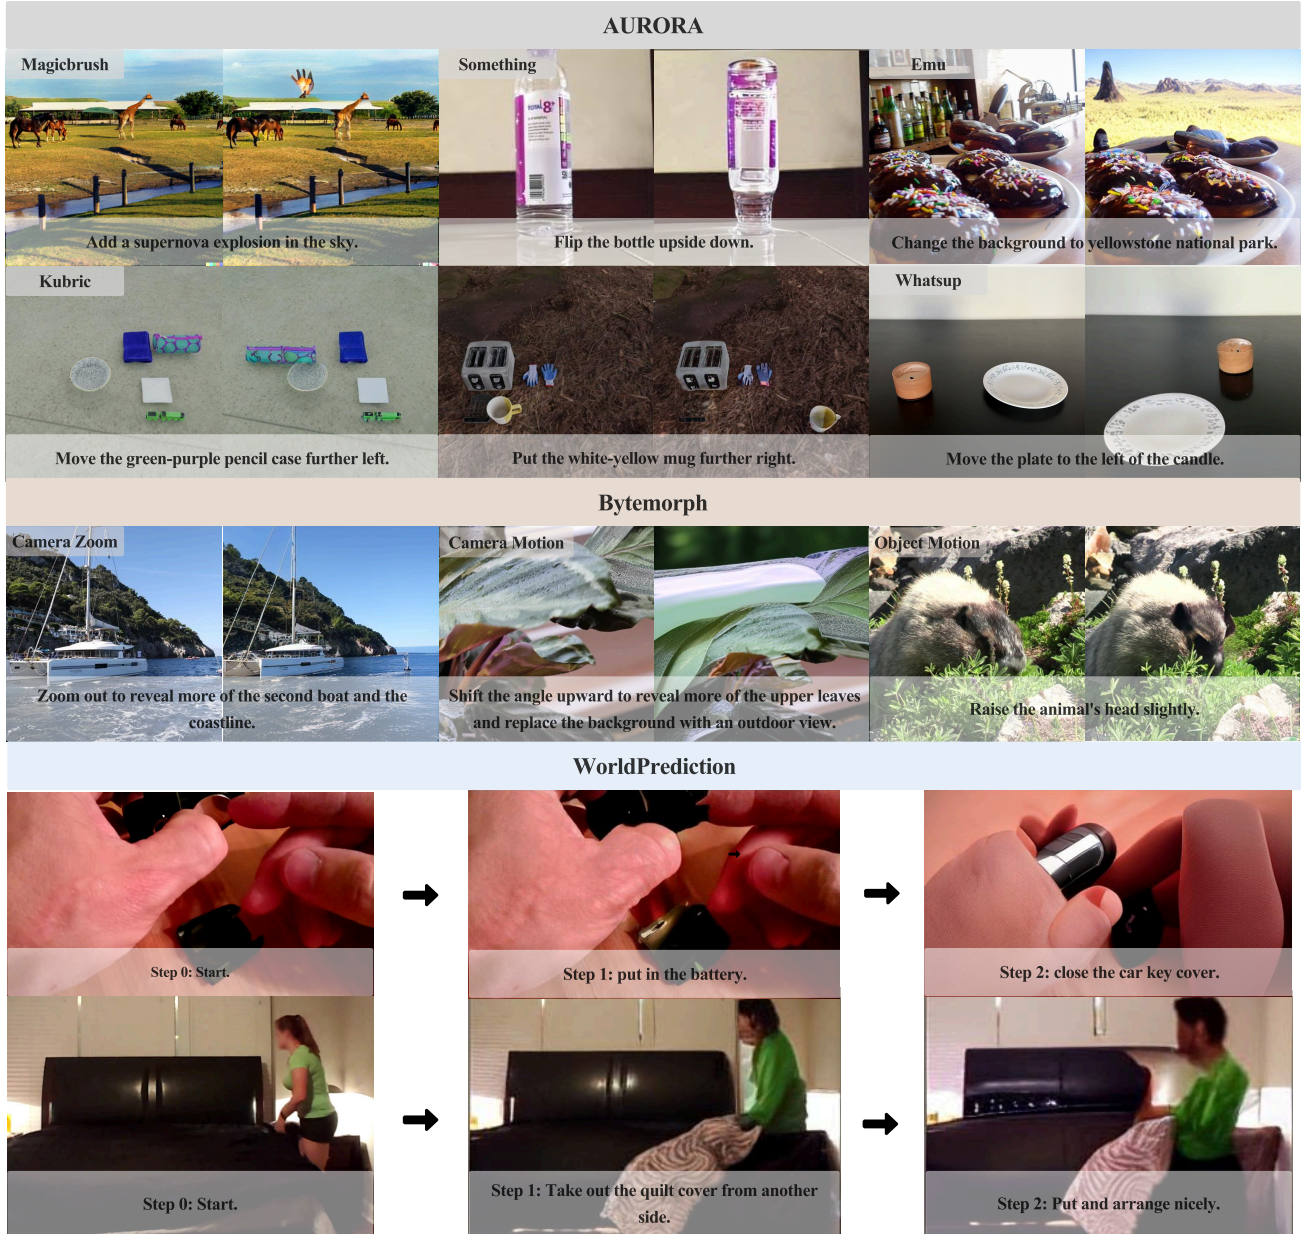 AURORA
Magicbrush
Something
Emu
TOTAL 8+
Add a supernova explosion in the sky.
Flip the bottle upside down.
Change the background to yellowstone national park.
Kubric
Whatsup
Move the green-purple pencil case further left.
Put the white-yellow mug further right.
Move the plate to the left of the candle.
Bytemorph
Camera Zoom
Camera Motion
Object Motion
Zoom out to reveal more of the second boat and the
coastline.
Shift the angle upward to reveal more of the upper leaves
and replace the background with an outdoor view.
Raise the animal's head slightly.
WorldPrediction
Step 0: Start.
Step 1: put in the battery.
Step 2: close the car key cover.
Step 0: Start.
Step 1: Take out the quilt cover from another
side.
Step 2: Put and arrange nicely.